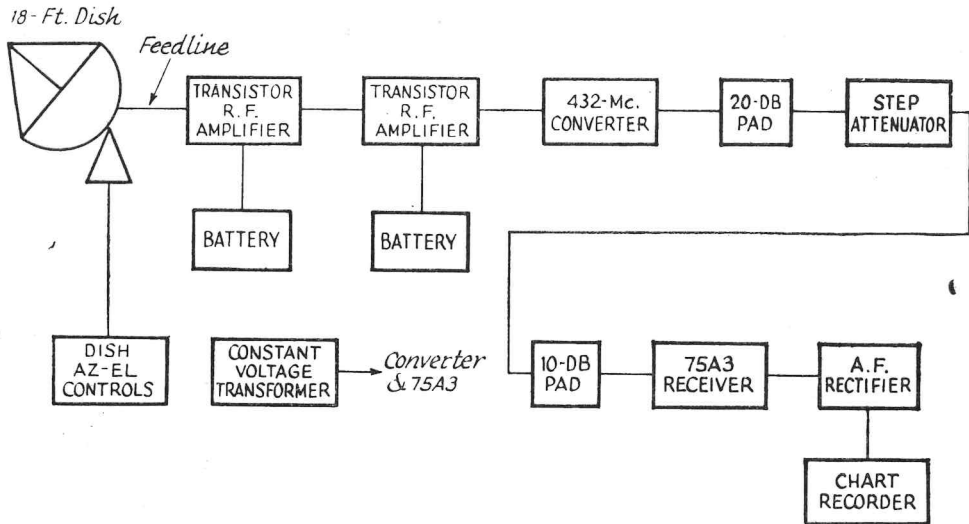 18-Ft. Dish
Feedline
TRANSISTOR
R.F.
AMPLIFIER
TRANSISTOR
R.F.
AMPLIFIER
432-Mc.
CONVERTER
20-DB
PAD
STEP
ATTENUATOR
BATTERY
BATTERY
DISH
AZ-EL
CONTROLS
CONSTANT
VOLTAGE
TRANSFORMER
Converter
& 75A3
10-DB
PAD
75A3
RECEIVER
A.F.
RECTIFIER
CHART
RECORDER